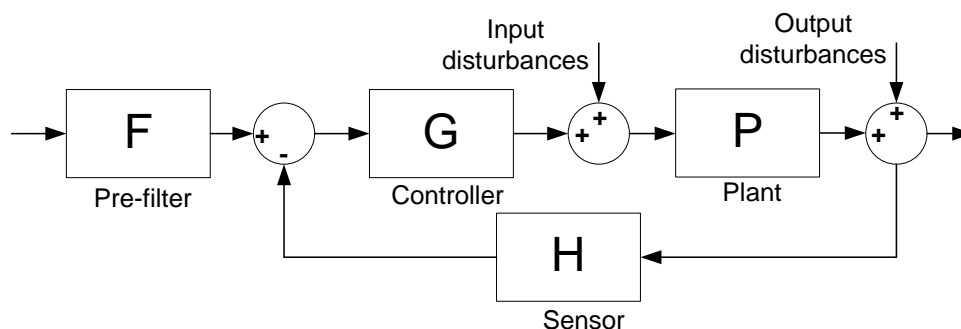 Input
disturbances
Output
disturbances
F
+
-
G
+
+
P
+
+
Pre-filter
Controller
Plant
H
Sensor